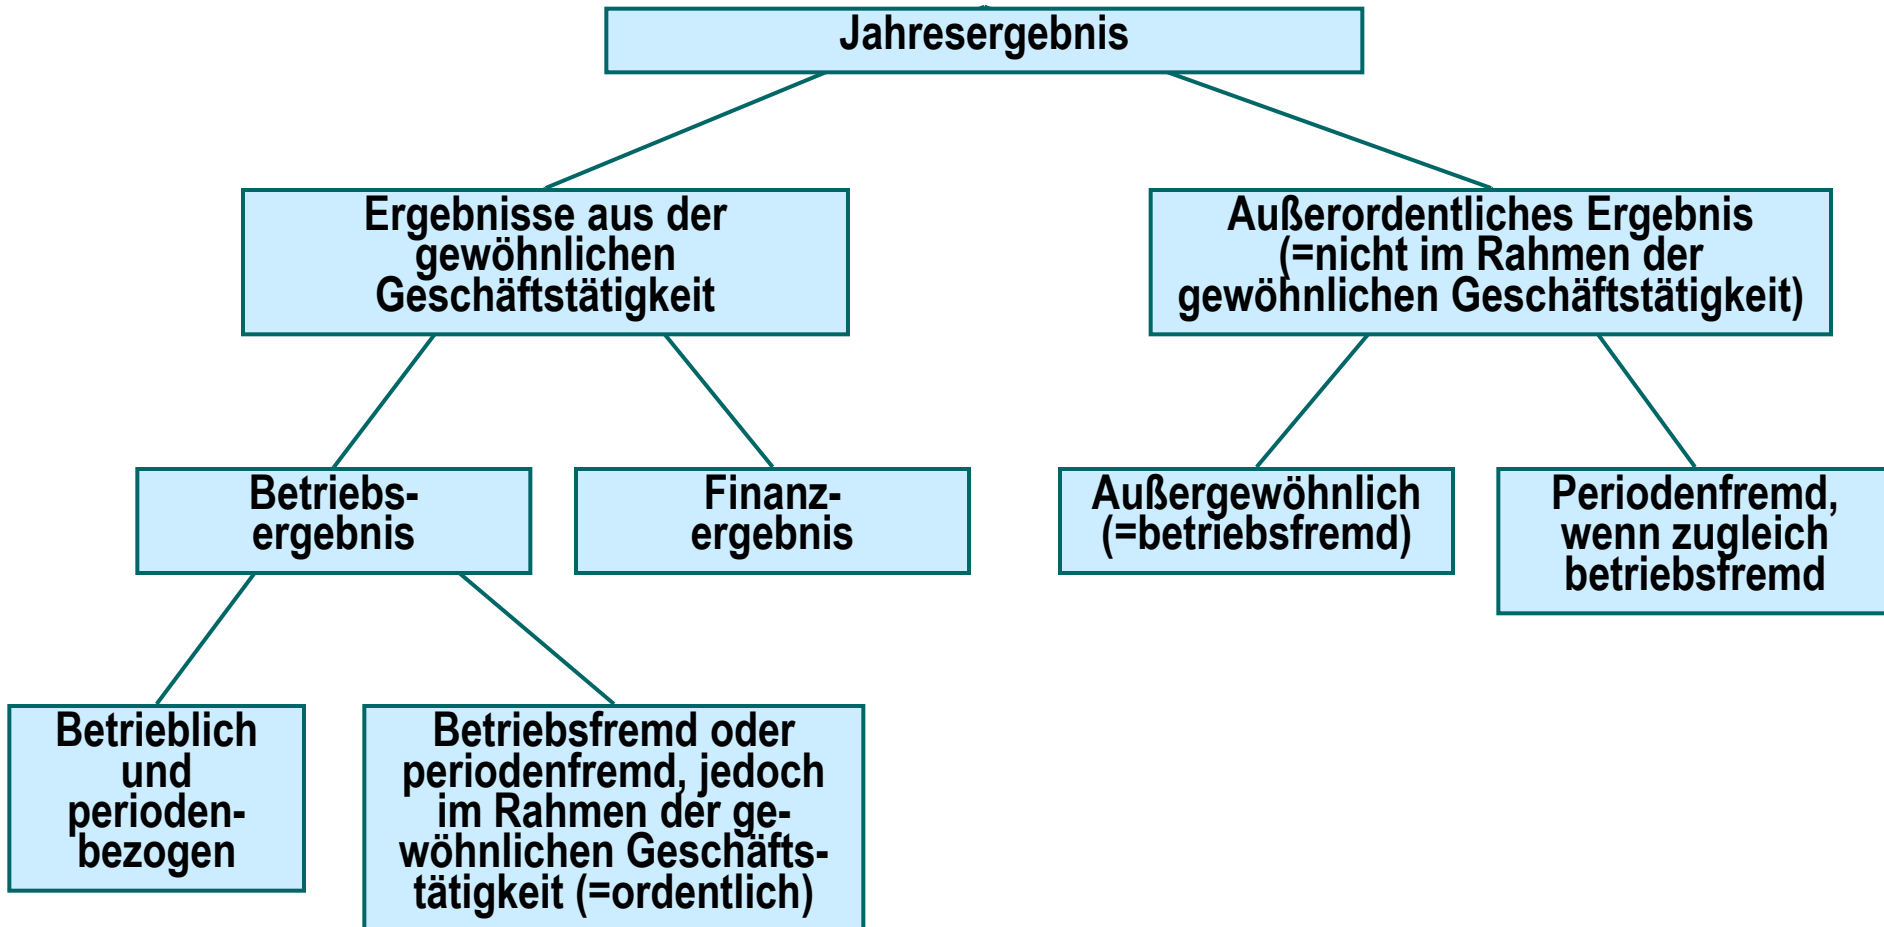 Jahresergebnis
Ergebnisse aus der
gewöhnlichen
Geschäftstätigkeit
Außerordentliches Ergebnis
(=nicht im Rahmen der
gewöhnlichen Geschäftstätigkeit)
Betriebs-
ergebnis
Finanz-
ergebnis
Außergewöhnlich
(=betriebsfremd)
Periodenfremd,
wenn zugleich
betriebsfremd
Betrieblich
und
perioden-
bezogen
Betriebsfremd oder
periodenfremd, jedoch
im Rahmen der ge-
wöhnlichen Geschäfts-
tätigkeit (=ordentlich)